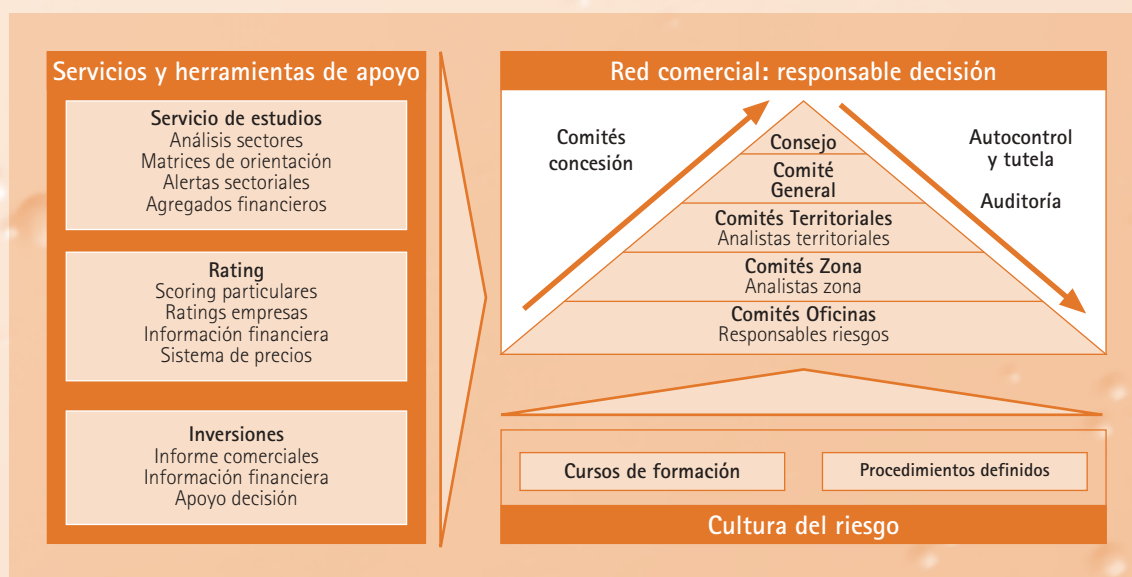 Servicios y herramientas de apoyo
Servicio de estudios
Análisis sectores
Matrices de orientación
Alertas sectoriales
Agregados financieros
Rating
Scoring particulares
Ratings empresas
Información financiera
Sistema de precios
Inversiones
Informe comerciales
Información financiera
Apoyo decisión
Red comercial: responsable decisión
Comités
concesión
Consejo
Comité
General
Comités Territoriales
Analistas territoriales
Comités Zona
Analistas zona
Comités Oficinas
Responsables riesgos
Autocontrol
y tutela
Auditoría
Cursos de formación
Procedimientos definidos
Cultura del riesgo